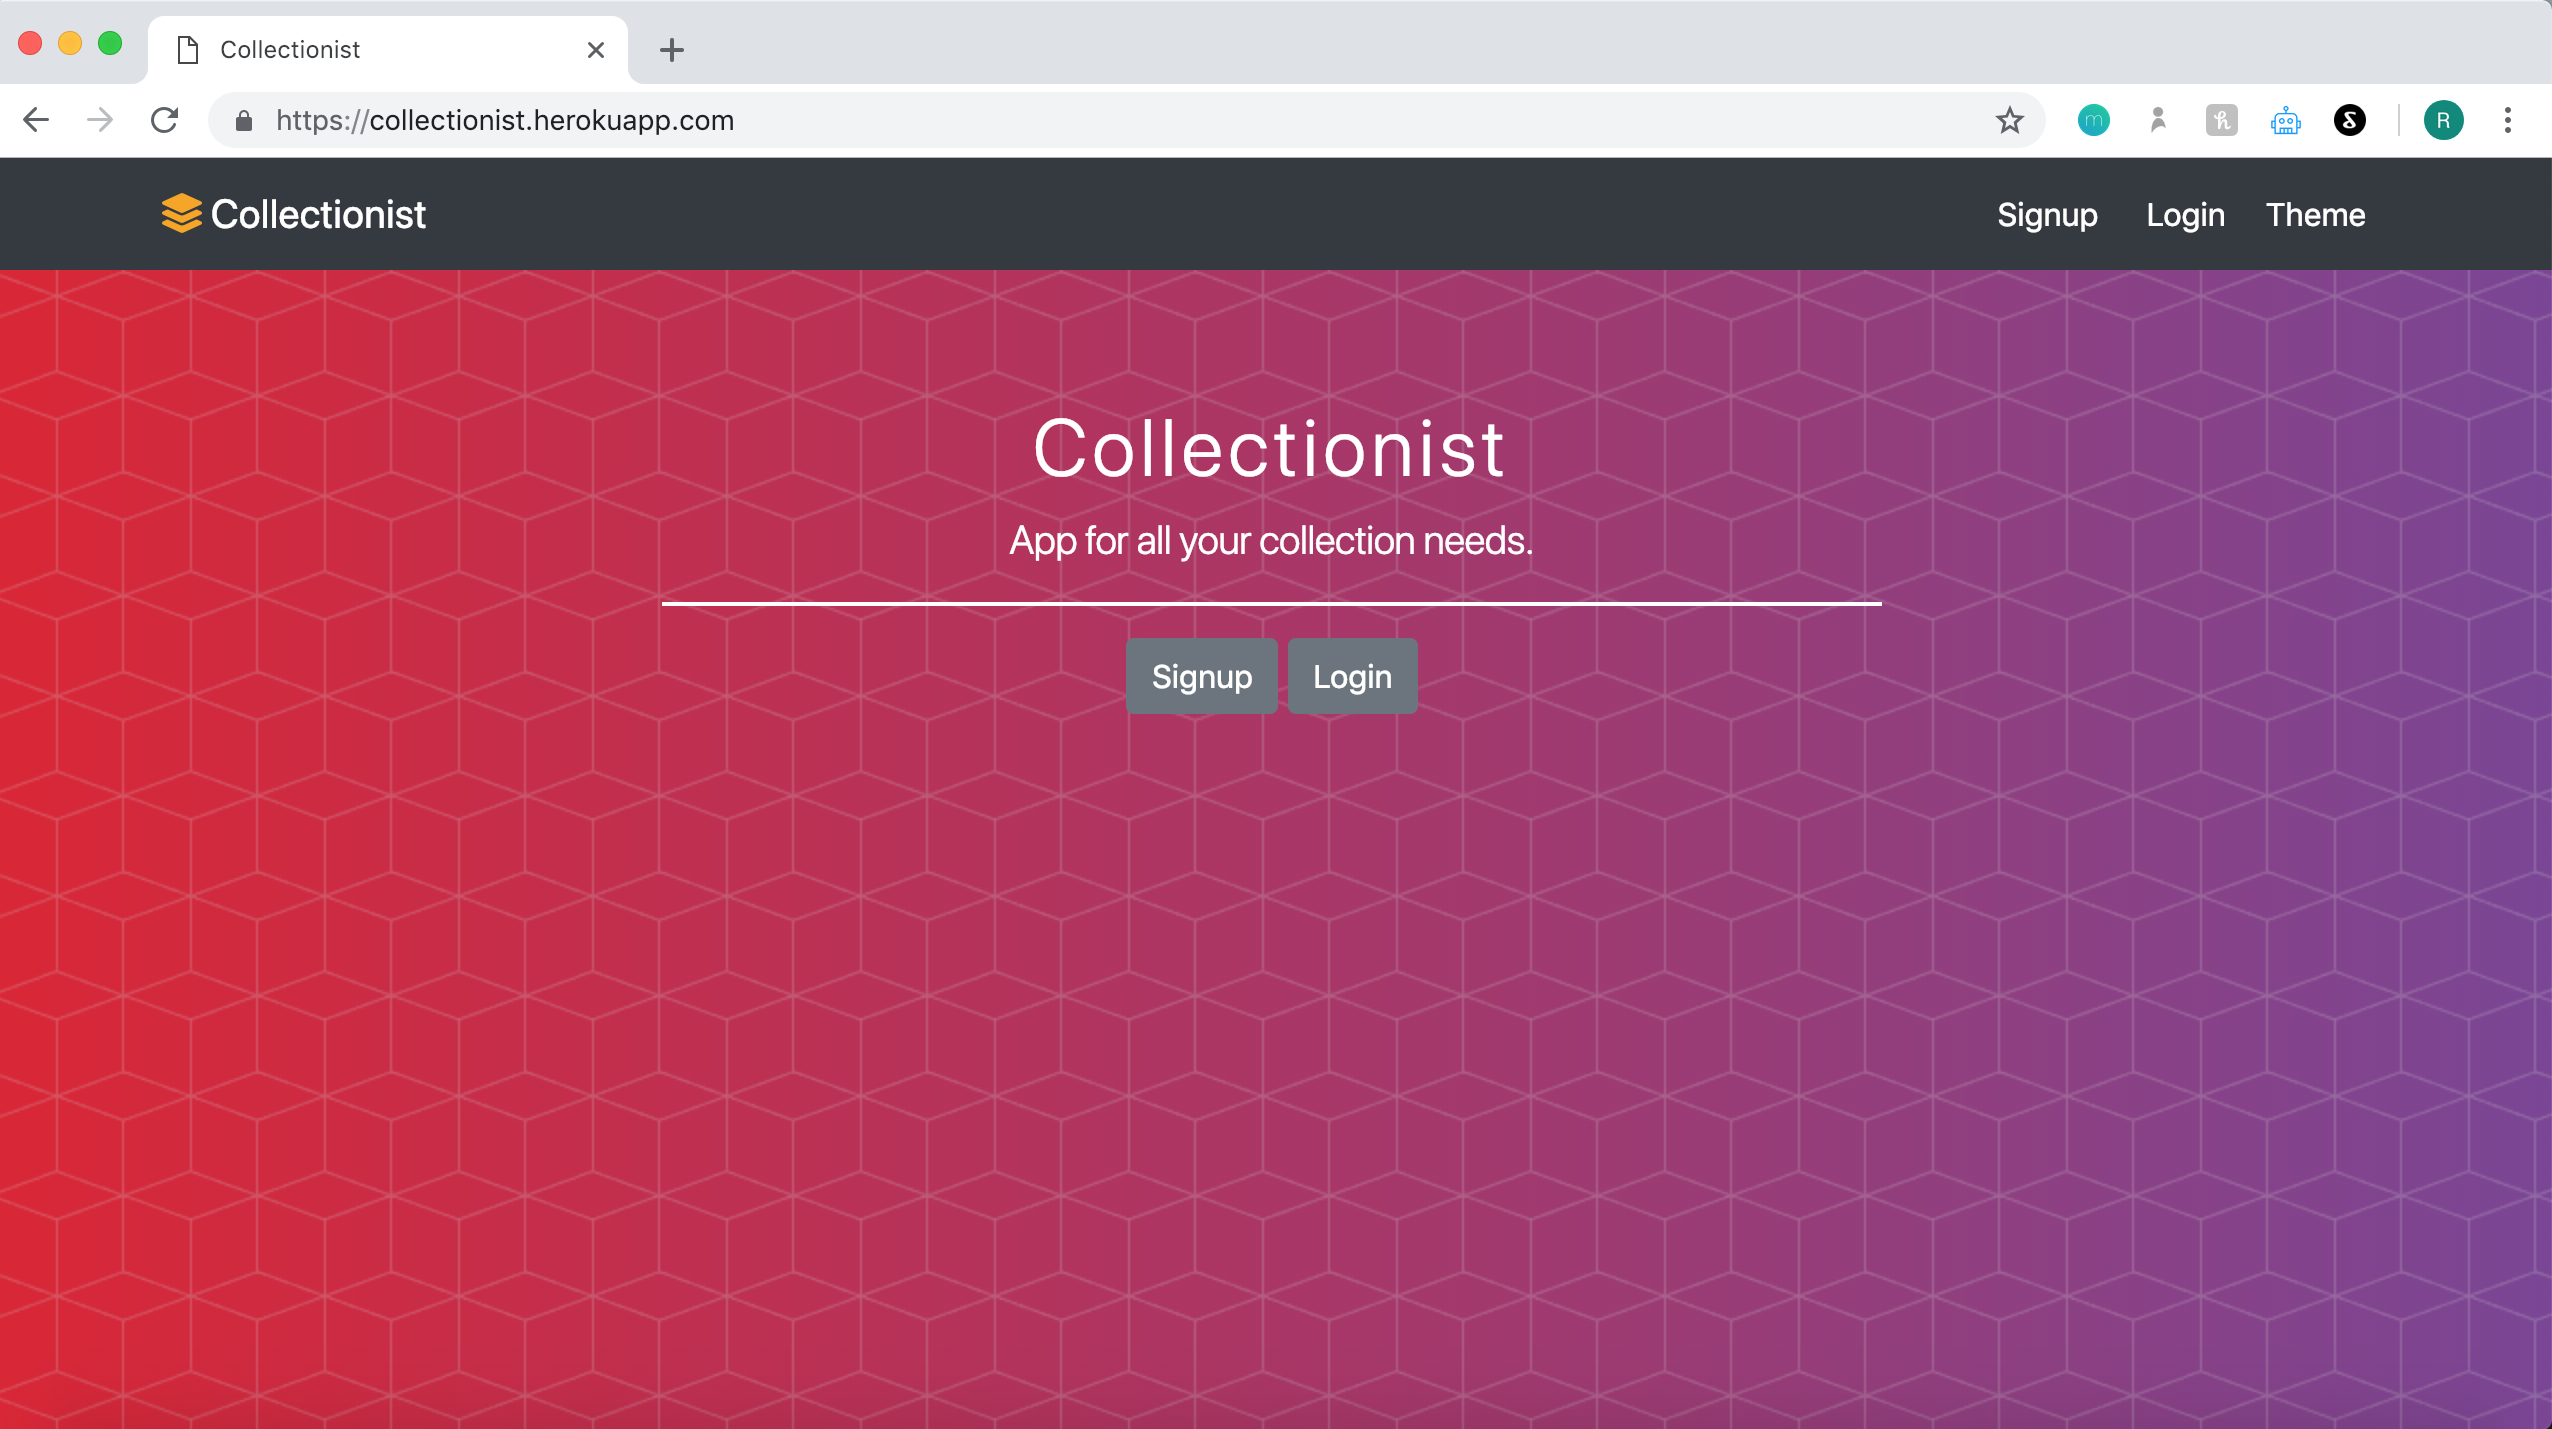 Collectionist
https://collectionist.herokuapp.com
m
h
R
Collectionist
Signup Login Theme
Collectionist
App for all your collection needs.
Signup Login